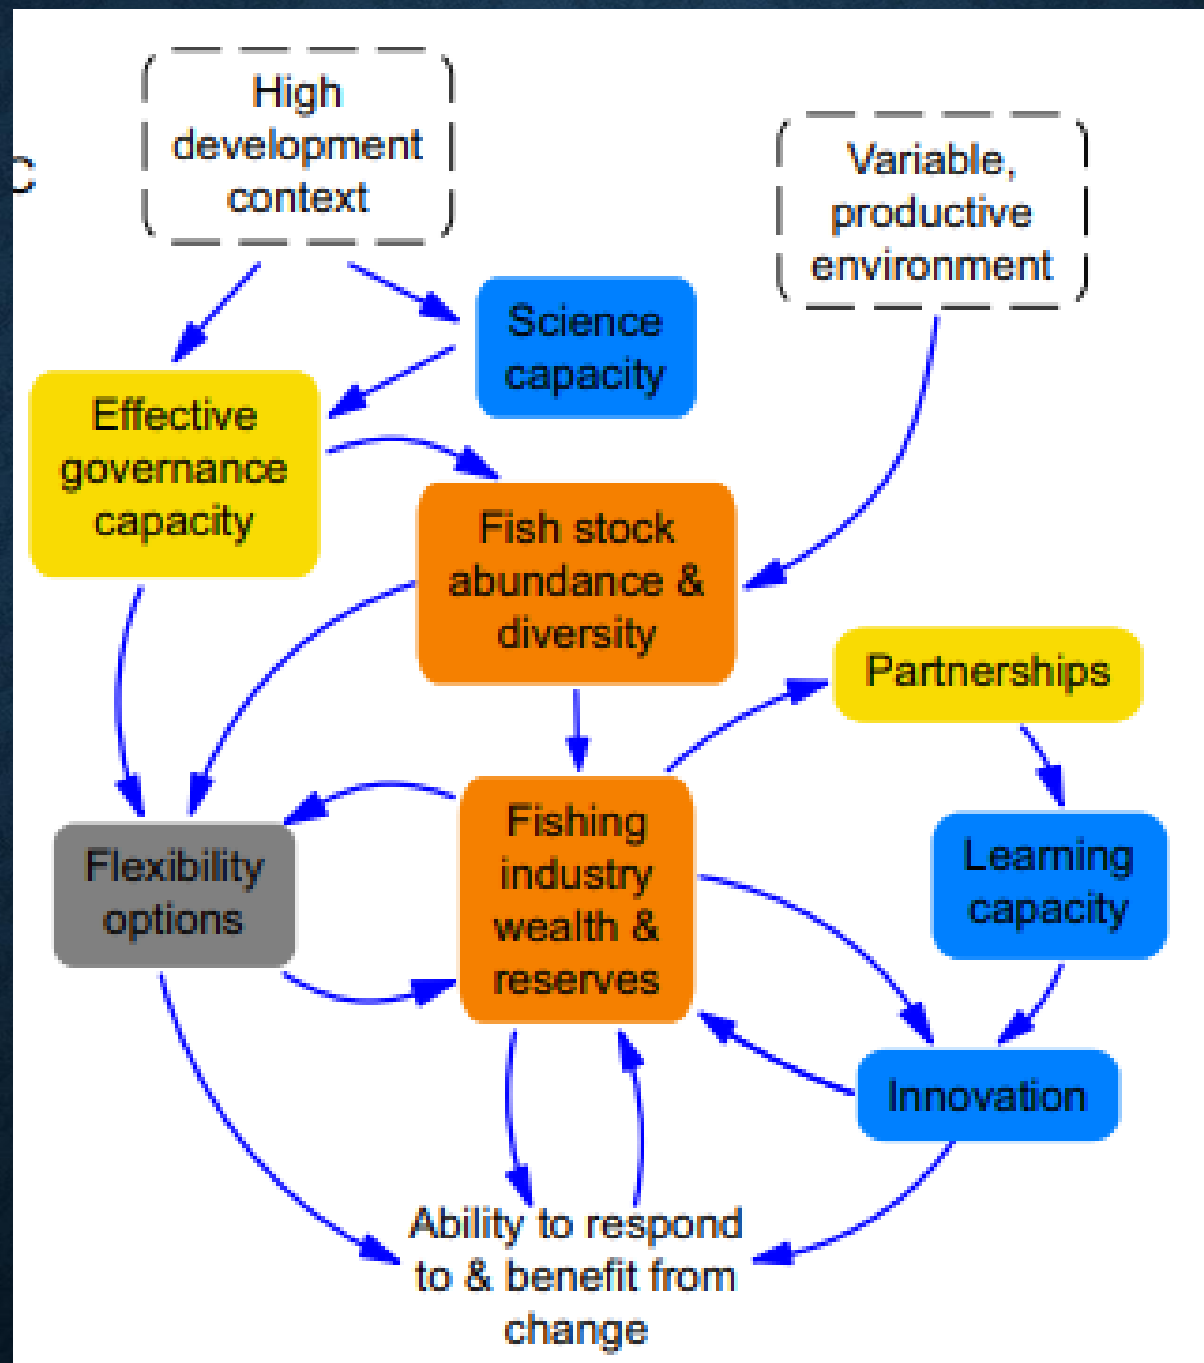 High
development
context
c
Variable,
productive
environment
Science
capacity
Effective
governance
capacity
Fish stock
abundance &
diversity
Partnerships
Fishing
industry
wealth &
reserves
Flexibility
options
Learning
capacity
Innovation
Ability to respond
to & benefit from
change